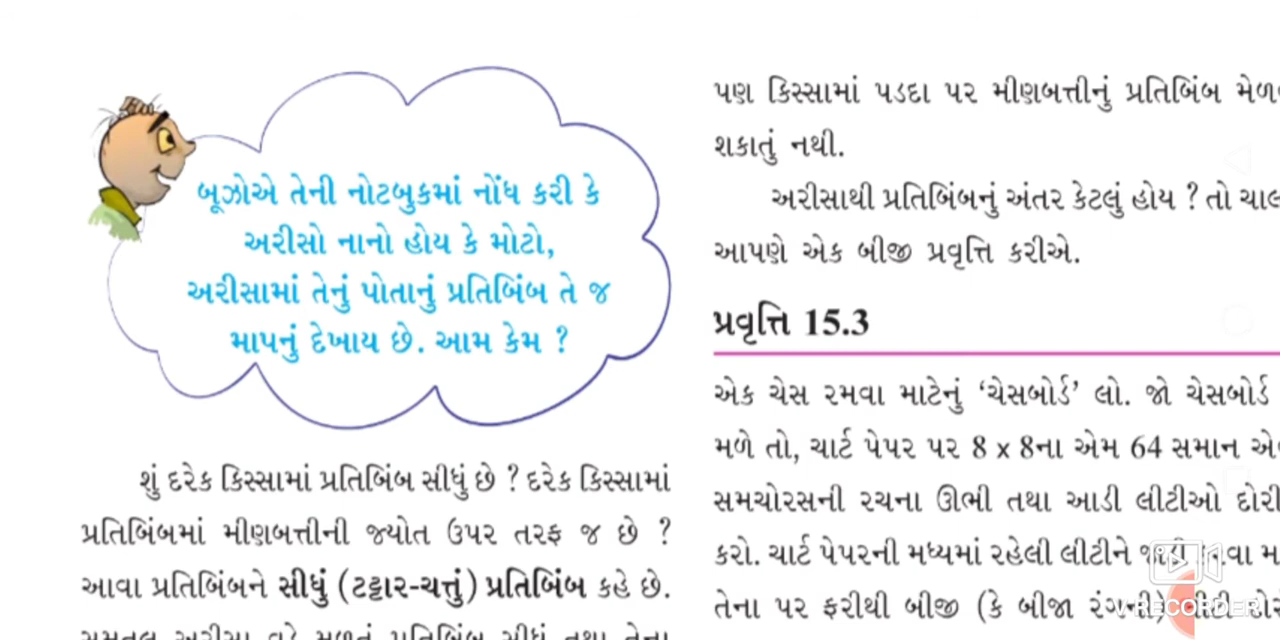 બૂઝોએ તેની નોટબુકમાં નોંધ કરી કે
અરીસો નાનો હોય કે મોટો,
અરીસામાં તેનું પોતાનું પ્રતિબિંબ તે જ
માપનું દેખાય છે. આમ કેમ ?
શું દરેક કિસ્સામાં પ્રતિબિંબ સીધું છે ? દરેક કિસ્સામાં
પ્રતિબિંબમાં મીણબત્તીની જ્યોત ઉપર તરફ જ છે ?
આવા પ્રતિબિંબને સીધું (ટટ્ટાર-ચત્તું) પ્રતિબિંબ કહે છે.
પણ કિસ્સામાં પડદા પર મીણબત્તીનું પ્રતિબિંબ
શકાતું નથી.
અરીસાથી પ્રતિબિંબનું અંતર કેટલું હોય ? તો
આપણે એક બીજી પ્રવૃત્તિ કરીએ.
પ્રવૃત્તિ 15.3
એક ચેસ રમવા માટેનું ‘ચેસબોર્ડ’ લો. જો ચેસબોર્ડ
મળે તો, ચાર્ટ પેપર પર 8 x 8ના એમ 64 સમાન
સમચોરસની રચના ઊભી તથા આડી લીટીઓ દોરી
કરો. ચાર્ટ પેપરની મધ્યમાં રહેલી લીટીને
તેના પર ફરીથી બીજી (કે બીજા રંગની)
V RECORDER